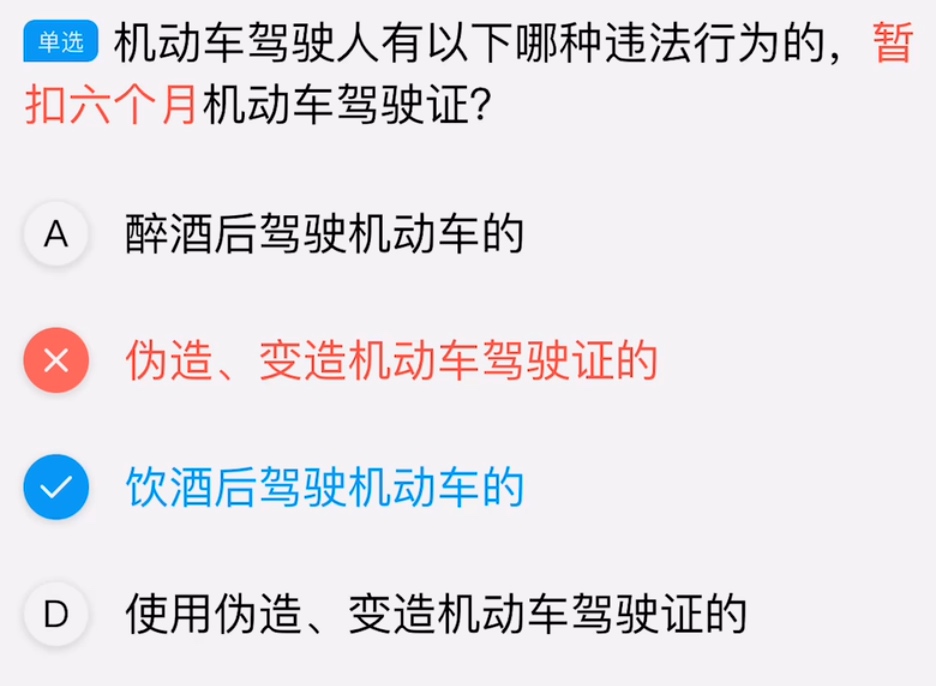 单选 机动车驾驶人有以下哪种违法行为的，暂
扣六个月机动车驾驶证？
A 醉酒后驾驶机动车的
伪造、变造机动车驾驶证的
饮酒后驾驶机动车的
D 使用伪造、变造机动车驾驶证的